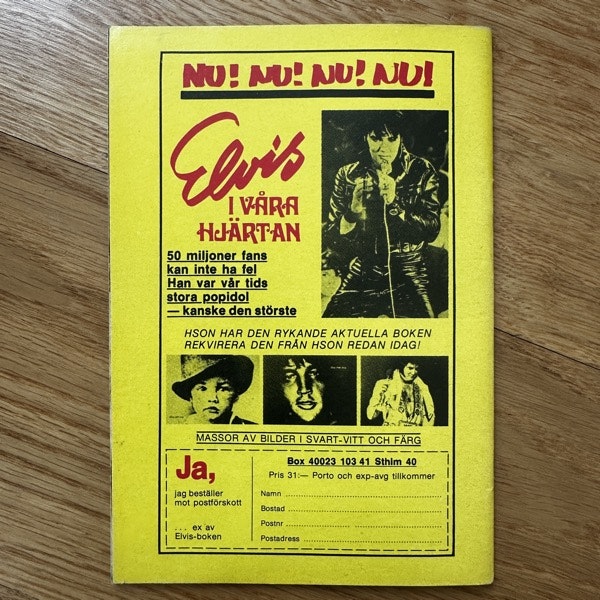 NU! NU! NU! NU!
Elvis
I VÅRA
HJÄRTAN
50 miljoner fans
kan inte ha fel
Han var vår tids
stora popidol
— kanske den störste
HSON HAR DEN RYKANDE AKTUELLA BOKEN
REKVIRERA DEN FRÅN HSON REDAN IDAG!
MASSOR AV BILDER I SVART-VITT OCH FÄRG
Ja,
jag beställer
mot postförskott
... ex av
Elvis-boken
Box 40023 103 41 Sthlm 40
Pris 31:— Porto och exp-avg tillkommer
Namn
Bostad
Postnr
Postadress